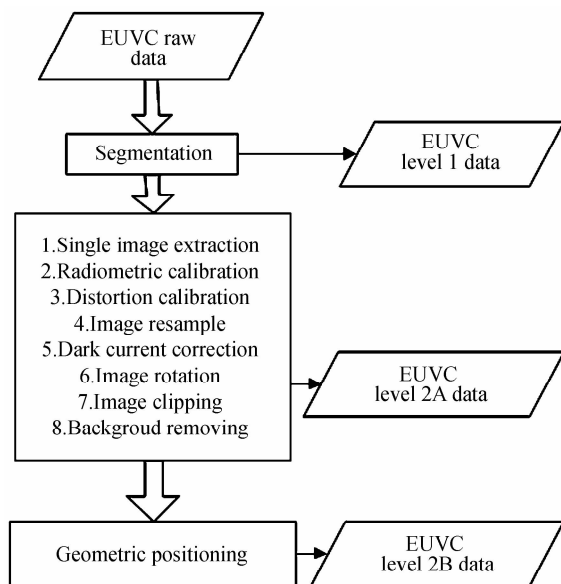 EUVC raw
data
Segmentation
EUVC
level 1 data
1.Single image extraction
2.Radiometric calibration
3.Distortion calibration
4.Image resample
5.Dark current correction
6.Image rotation
7.Image clipping
8.Backgroud removing
EUVC
level 2A data
Geometric positioning
EUVC
level 2B data